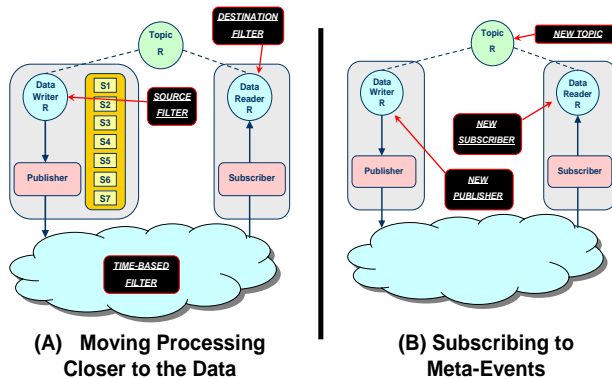 DESTINATION
FILTER
Topic
R
Data
Writer
R
S1
S2
S3
S4
S5
S6
S7
SOURCE
FILTER
Data
Reader
R
Publisher
Subscriber
TIME-BASED
FILTER
(A) Moving Processing
Closer to the Data
Topic
R
NEW TOPIC
Data
Writer
R
NEW
SUBSCRIBER
Data
Reader
R
Publisher
NEW
PUBLISHER
Subscriber
(B) Subscribing to
Meta-Events